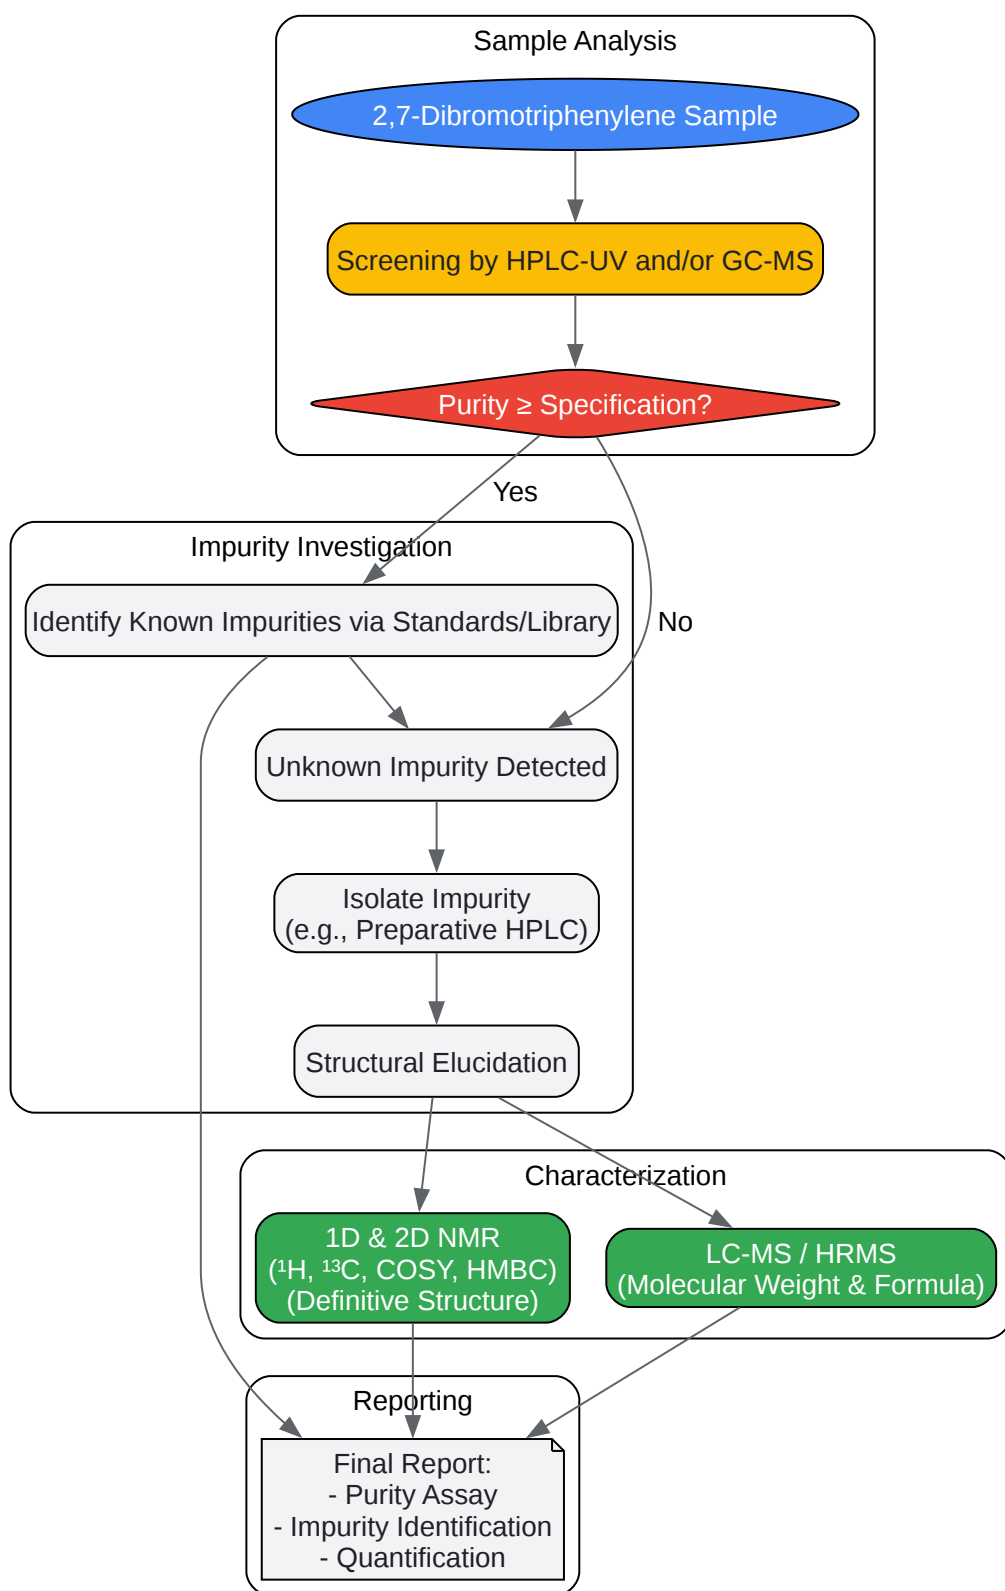 Sample Analysis
2,7-Dibromotriphenylene Sample
Screening by HPLC-UV and/or GC-MS
Purity ≥ Specification?
Yes
Impurity Investigation
Identify Known Impurities via Standards/Library
No
Unknown Impurity Detected
Isolate Impurity
(e.g., Preparative HPLC)
Structural Elucidation
Characterization
1D & 2D NMR
(¹H, ¹³C, COSY, HMBC)
(Definitive Structure)
LC-MS / HRMS
(Molecular Weight & Formula)
Reporting
Final Report:
- Purity Assay
- Impurity Identification
- Quantification